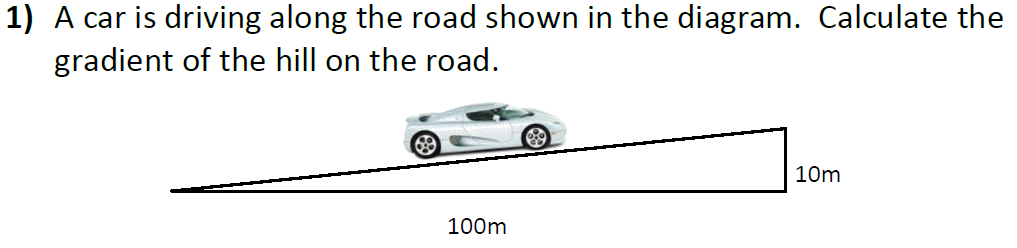 1) A car is driving along the road shown in the diagram. Calculate the
gradient of the hill on the road.
10m
100m